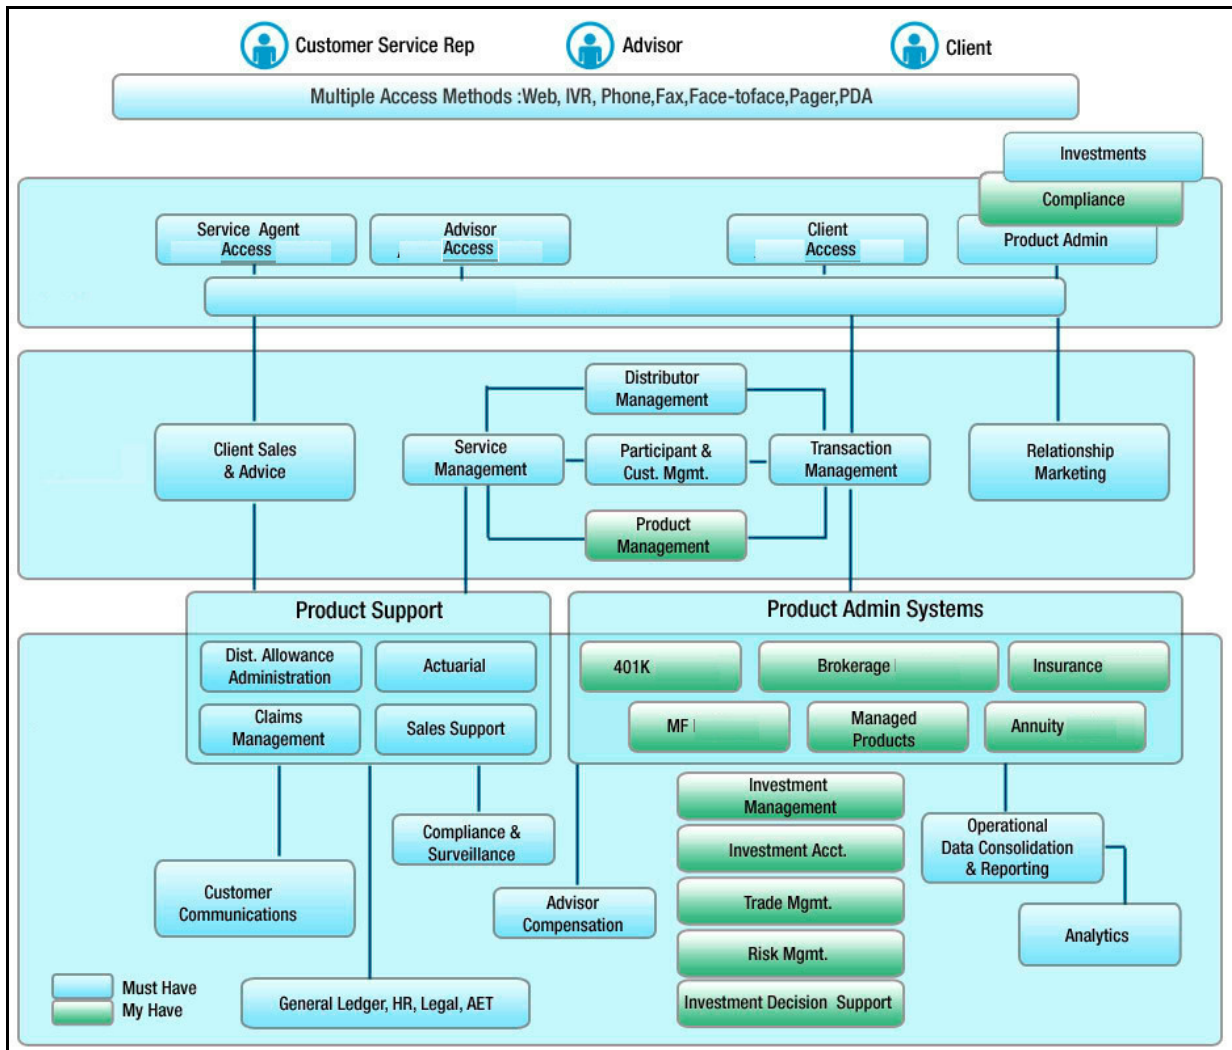 Customer Service Rep
Advisor
Client
Multiple Access Methods :Web, IVR, Phone,Fax,Face-toface,Pager,PDA
Investments
Compliance
Product Admin
Service Agent
Access
Advisor
Access
Client
Access
Distributor
Management
Client Sales
& Advice
Service
Management
Participant &
Cust. Mgmt.
Transaction
Management
Relationship
Marketing
Product
Management
Product Support
Product Admin Systems
Dist. Allowance
Administration
Actuarial
401K
Brokerage
Insurance
Claims
Management
Sales Support
MF
Managed
Products
Annuity
Investment
Management
Compliance &
Surveillance
Investment Acct.
Operational
Data Consolidation
& Reporting
Customer
Communications
Advisor
Compensation
Trade Mgmt.
Analytics
Risk Mgmt.
Must Have
My Have
General Ledger, HR, Legal, AET
Investment Decision Support